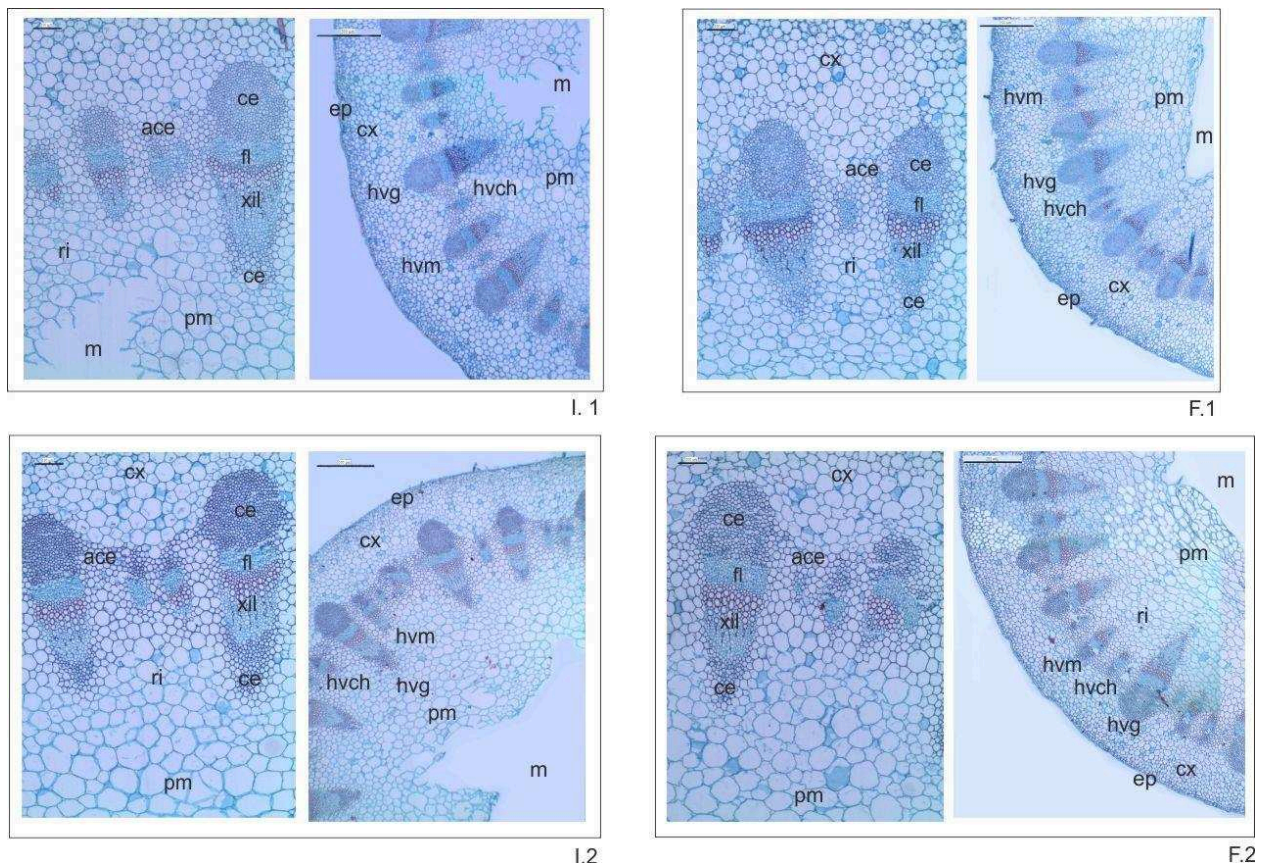 ce
ace
fl
xil
ri
ce
pm
m
m
ep
cx
hvg
hvch
pm
hvm
I. 1
cx
ace
ce
fl
ri
xil
ce
hvm
pm
m
hvg
hvch
cx
ep
F.1
cx
ce
ace
fl
xil
ri
ce
pm
ep
cx
hvm
hvch
hvg
pm
m
I.2
cx
ce
ace
fl
xil
ce
pm
m
pm
ri
hvm
hvch
hvg
cx
ep
F.2